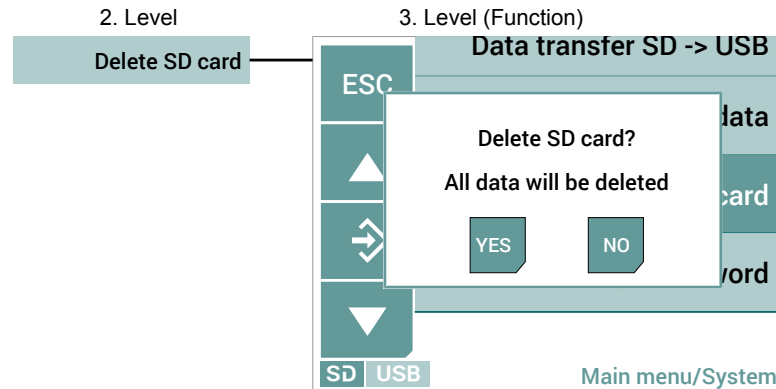 2. Level
3. Level (Function)
Delete SD card
Data transfer SD -> USB
ESC
data
Delete SD card?
All data will be deleted
card
YES
NO
word
SD USB
Main menu/System